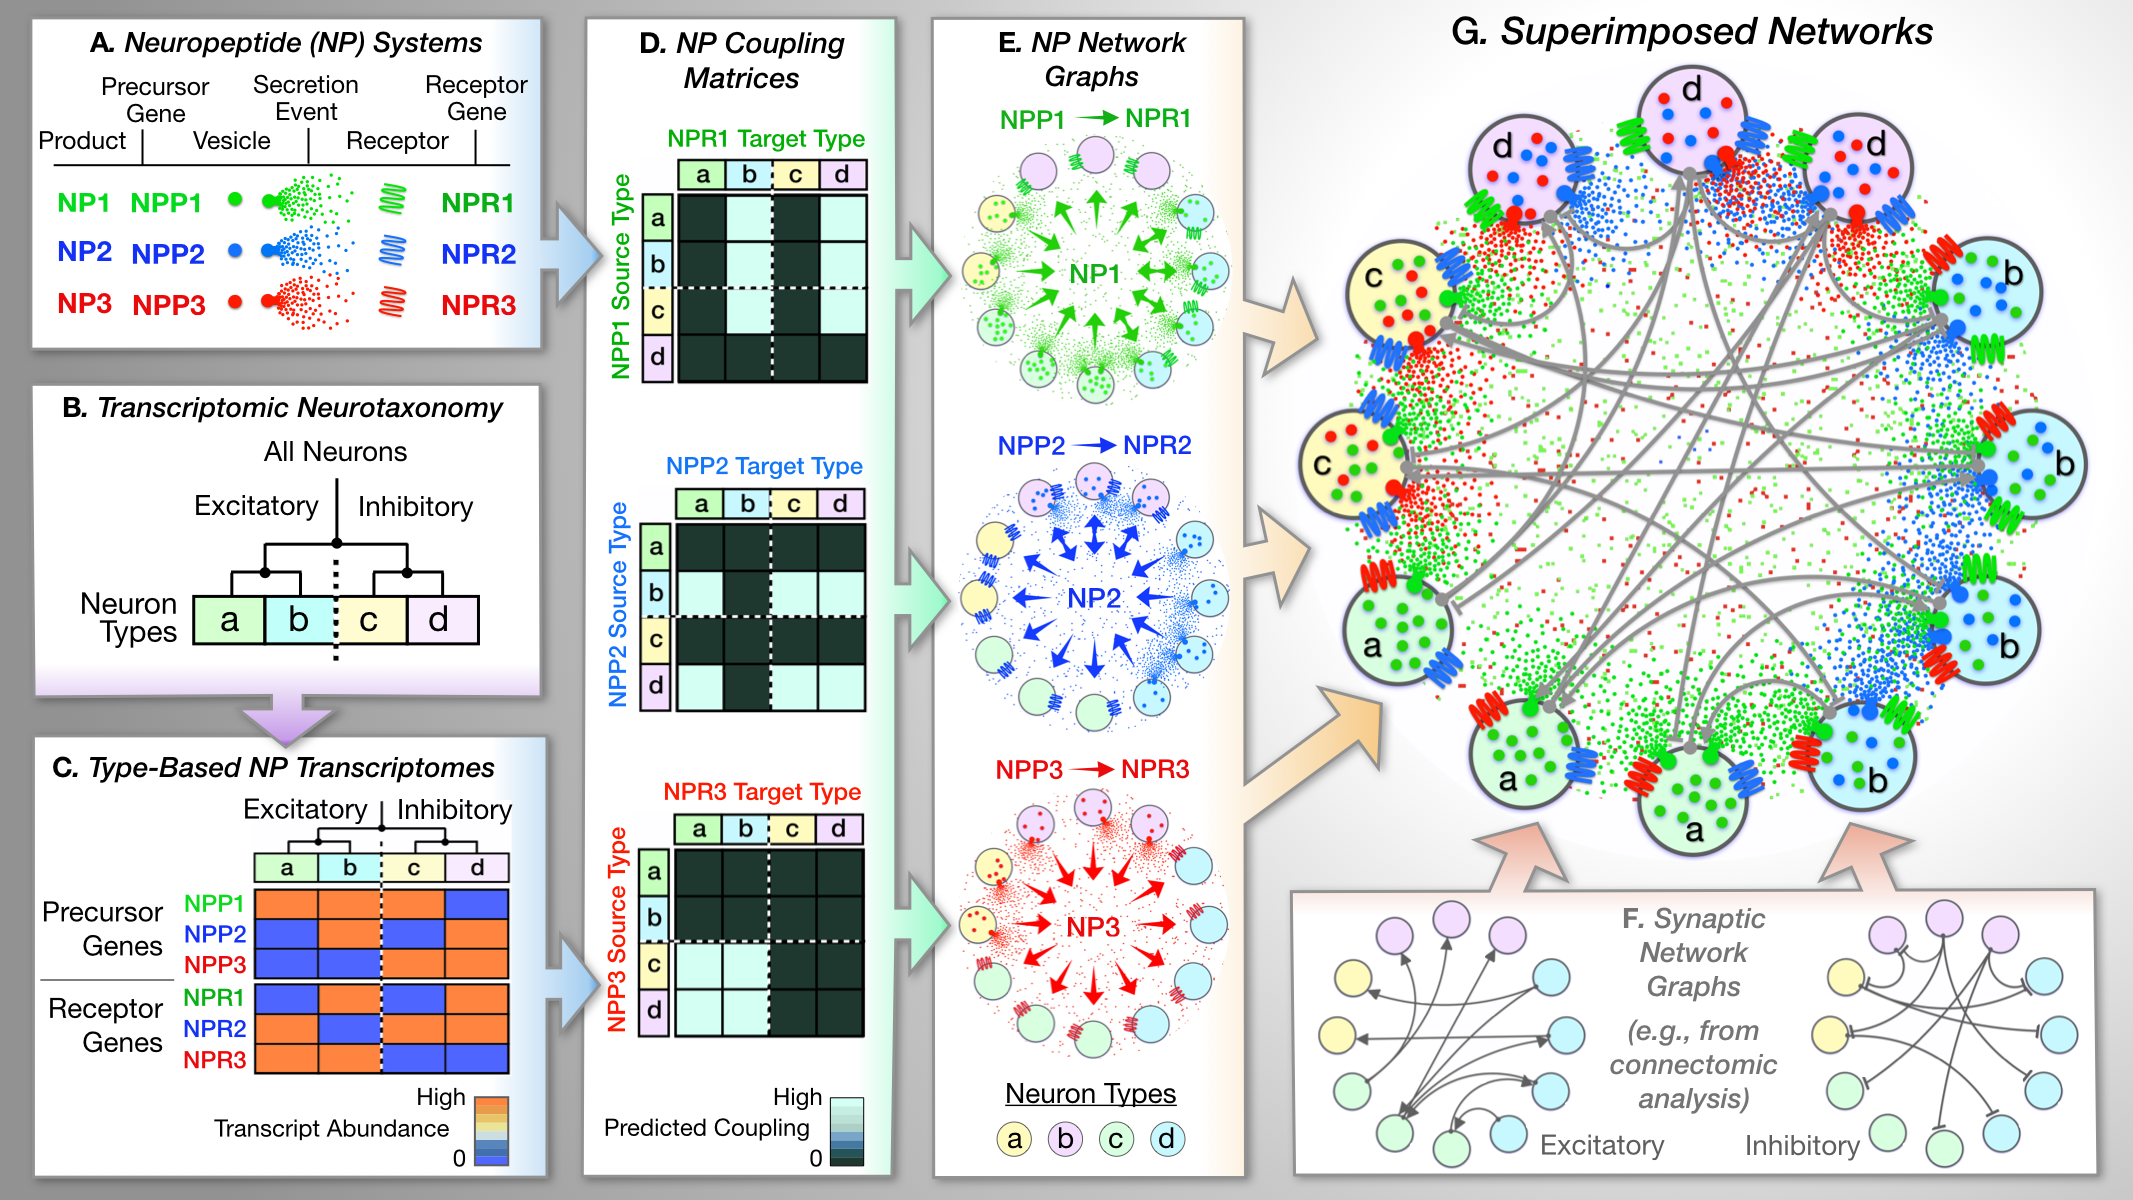 A. Neuropeptide (NP) Systems
Precursor Gene
Secretion Event
Receptor Gene
Product
Vesicle
Receptor
NP1 NPP1 NPR1
NP2 NPP2 NPR2
NP3 NPP3 NPR3
B. Transcriptomic Neurotaxonomy
All Neurons
Excitatory Inhibitory
Neuron Types
a b c d
C. Type-Based NP Transcriptomes
Excitatory Inhibitory
a b c d
Precursor Genes
NPP1
NPP2
NPP3
Receptor Genes
NPR1
NPR2
NPR3
High
Transcript Abundance
0
D. NP Coupling
Matrices
NPR1 Target Type
a b c d
NPP1 Source Type
a
b
c
d
NPP2 Target Type
a b c d
NPP2 Source Type
a
b
c
d
NPR3 Target Type
a b c d
NPP3 Source Type
a
b
c
d
High
Predicted Coupling
0
E. NP Network
Graphs
NPP1 → NPR1
NP1
NPP2 → NPR2
NP2
NPP3 → NPR3
NP3
Neuron Types
a b c d
G. Superimposed Networks
d
d
d
c
b
c
b
a
b
a
a
b
F. Synaptic
Network
Graphs
(e.g., from
connectomic
analysis)
Excitatory
Inhibitory